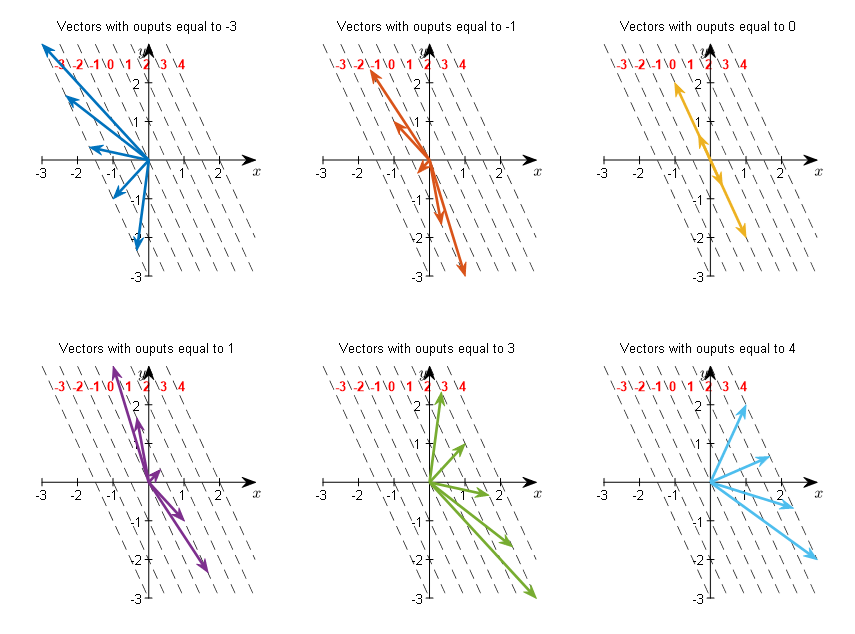 Vectors with ouputs equal to -3
y
-3 -2 -1 0 1 2 3 4
2
1
-3 -2 -1 1 2 x
-1
-2
-3
Vectors with ouputs equal to -1
y
-3 -2 -1 0 1 2 3 4
2
1
-3 -2 -1 1 2 x
-1
-2
-3
Vectors with ouputs equal to 0
y
-3 -2 -1 0 1 2 3 4
2
1
-3 -2 -1 1 2 x
-1
-2
-3
Vectors with ouputs equal to 1
y
-3 -2 -1 0 1 2 3 4
2
1
-3 -2 -1 1 2 x
-1
-2
-3
Vectors with ouputs equal to 3
y
-3 -2 -1 0 1 2 3 4
2
1
-3 -2 -1 1 2 x
-1
-2
-3
Vectors with ouputs equal to 4
y
-3 -2 -1 0 1 2 3 4
2
1
-3 -2 -1 1 2 x
-1
-2
-3